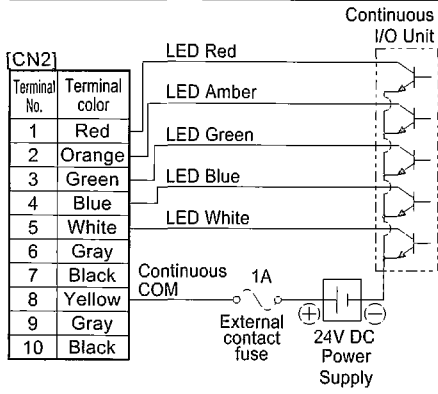 Continuous
I/O Unit
[CN2]
Terminal No. Terminal color
1 Red
2 Orange
3 Green
4 Blue
5 White
6 Gray
7 Black
8 Yellow
9 Gray
10 Black
LED Red
LED Amber
LED Green
LED Blue
LED White
Continuous
COM
1A
External
contact
fuse
+
−
24V DC
Power
Supply